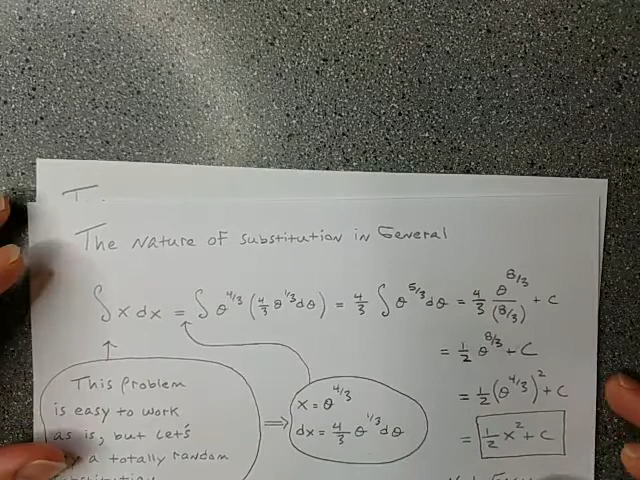 T
The Nature of substitution in General
∫ x dx = ∫ θ^4/3 (4/3 θ^1/3 dθ) = 4/3 ∫ θ^5/3 dθ = 4/3 θ^8/3/(8/3) + C
= 1/2 θ^8/3 + C
= 1/2 (θ^4/3)^2 + C
= 1/2 x^2 + C
This Problem
is easy to work
as is, but Let's
a totally random
⇒
x = θ^4/3
dx = 4/3 θ^1/3 dθ